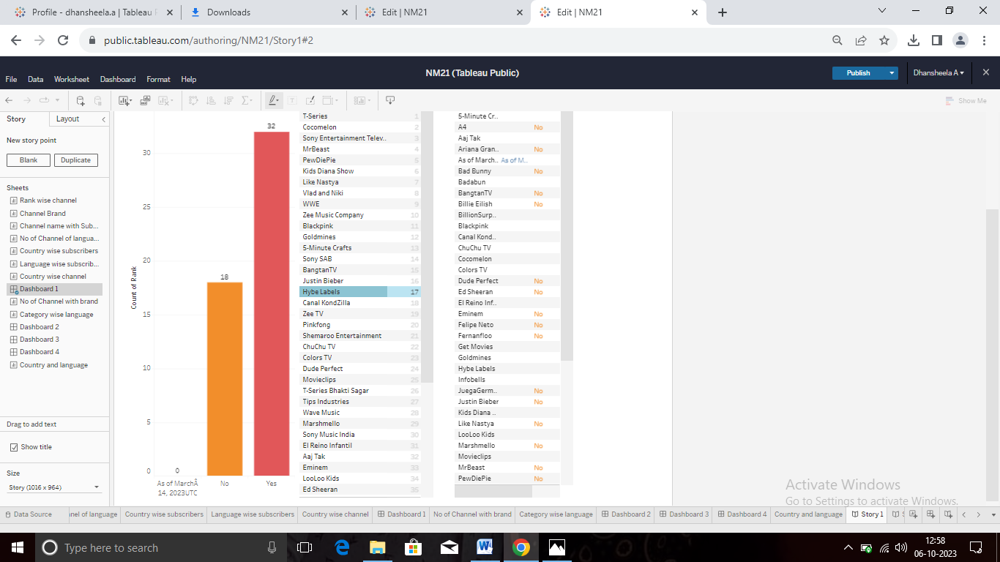 Profile - dhansheela.a | Tableau P
Downloads
Edit | NM21
Edit | NM21
public.tableau.com/authoring/NM21/Story1#2
File Data Worksheet Dashboard Format Help
NM21 (Tableau Public)
Publish
Dhansheela A
Show Me
Story Layout
New story point
Blank Duplicate
Sheets
Rank wise channel
Channel Brand
Channel name with Sub...
No of Channel of langua...
Country wise subscribers
Language wise subscrib...
Country wise channel
Dashboard 1
No of Channel with brand
Category wise language
Dashboard 2
Dashboard 3
Dashboard 4
Country and language
Drag to add text
Show title
Size
Story (1016 x 964)
Count of Rank
30
25
20
15
10
5
0
32
18
0
As of MarchÂ
14, 2023UTC
No
Yes
T-Series 1
Cocomelon 2
Sony Entertainment Telev.. 3
MrBeast 4
PewDiePie 5
Kids Diana Show 6
Like Nastya 7
Vlad and Niki 8
WWE 9
Zee Music Company 10
Blackpink 11
Goldmines 12
5-Minute Crafts 13
Sony SAB 14
BangtanTV 15
Justin Bieber 16
Hybe Labels 17
Canal KondZilla 18
Zee TV 19
Pinkfong 20
Shemaroo Entertainment 21
ChuChu TV 22
Colors TV 23
Dude Perfect 24
Movieclips 25
T-Series Bhakti Sagar 26
Tips Industries 27
Wave Music 28
Marshmello 29
Sony Music India 30
El Reino Infantil 31
Aaj Tak 32
Eminem 33
LooLoo Kids 34
Ed Sheeran 35
5-Minute Cr..
A4 No
Aaj Tak
Ariana Gran.. No
As of March.. As of M..
Bad Bunny No
Badabun
BangtanTV No
Billie Eilish No
BillionSurp..
Blackpink
Canal Kond..
ChuChu TV
Cocomelon
Colors TV
Dude Perfect No
Ed Sheeran No
El Reino Inf..
Eminem No
Felipe Neto No
Fernanfloo No
Get Movies
Goldmines
Hybe Labels
Infobells
JuegaGerm.. No
Justin Bieber No
Kids Diana ..
Like Nastya No
LooLoo Kids
Marshmello No
Movieclips
MrBeast No
PewDiePie No
Activate Windows
Go to Settings to activate Windows.
Data Source nel of language Country wise subscribers Language wise subscribers Country wise channel Dashboard 1 No of Channel with brand Category wise language Dashboard 2 Dashboard 3 Dashboard 4 Country and language Story 1
Type here to search
12:58
06-10-2023